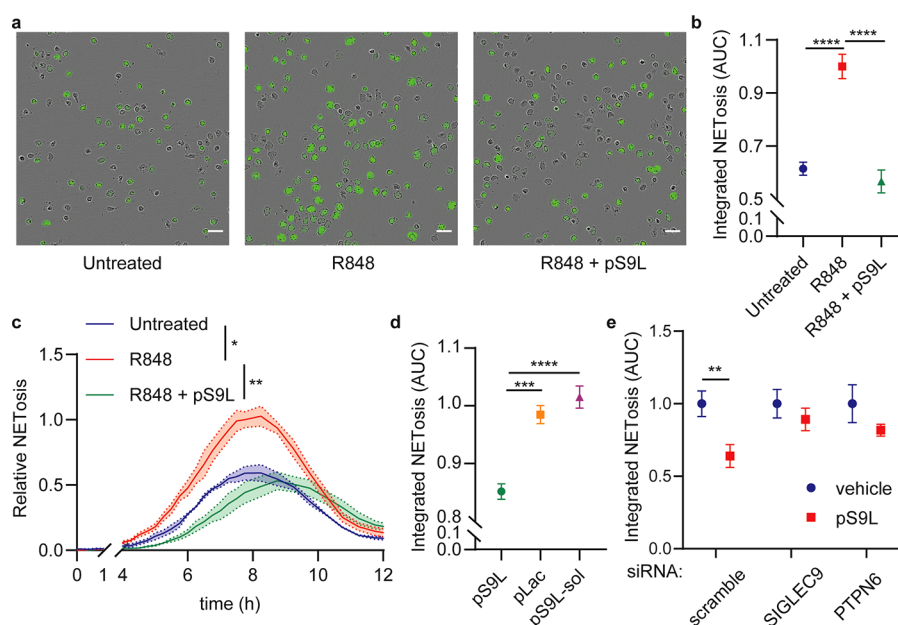 a
Untreated
R848
R848 + pS9L
b
Integrated NETosis (AUC)
1.1
0.9
0.7
0.5
0.1
0.0
****
****
Untreated
R848
R848 + pS9L
c
Untreated
R848
R848 + pS9L
*
**
Relative NETosis
1.5
1.0
0.5
0.0
0
1
4
6
8
10
12
time (h)
d
Integrated NETosis (AUC)
1.1
1.0
0.9
0.8
0.1
0.0
****
***
pS9L
pLac
pS9L-sol
e
Integrated NETosis (AUC)
1.5
1.0
0.5
0.0
**
vehicle
pS9L
siRNA:
scramble
SIGLEC9
PTPN6